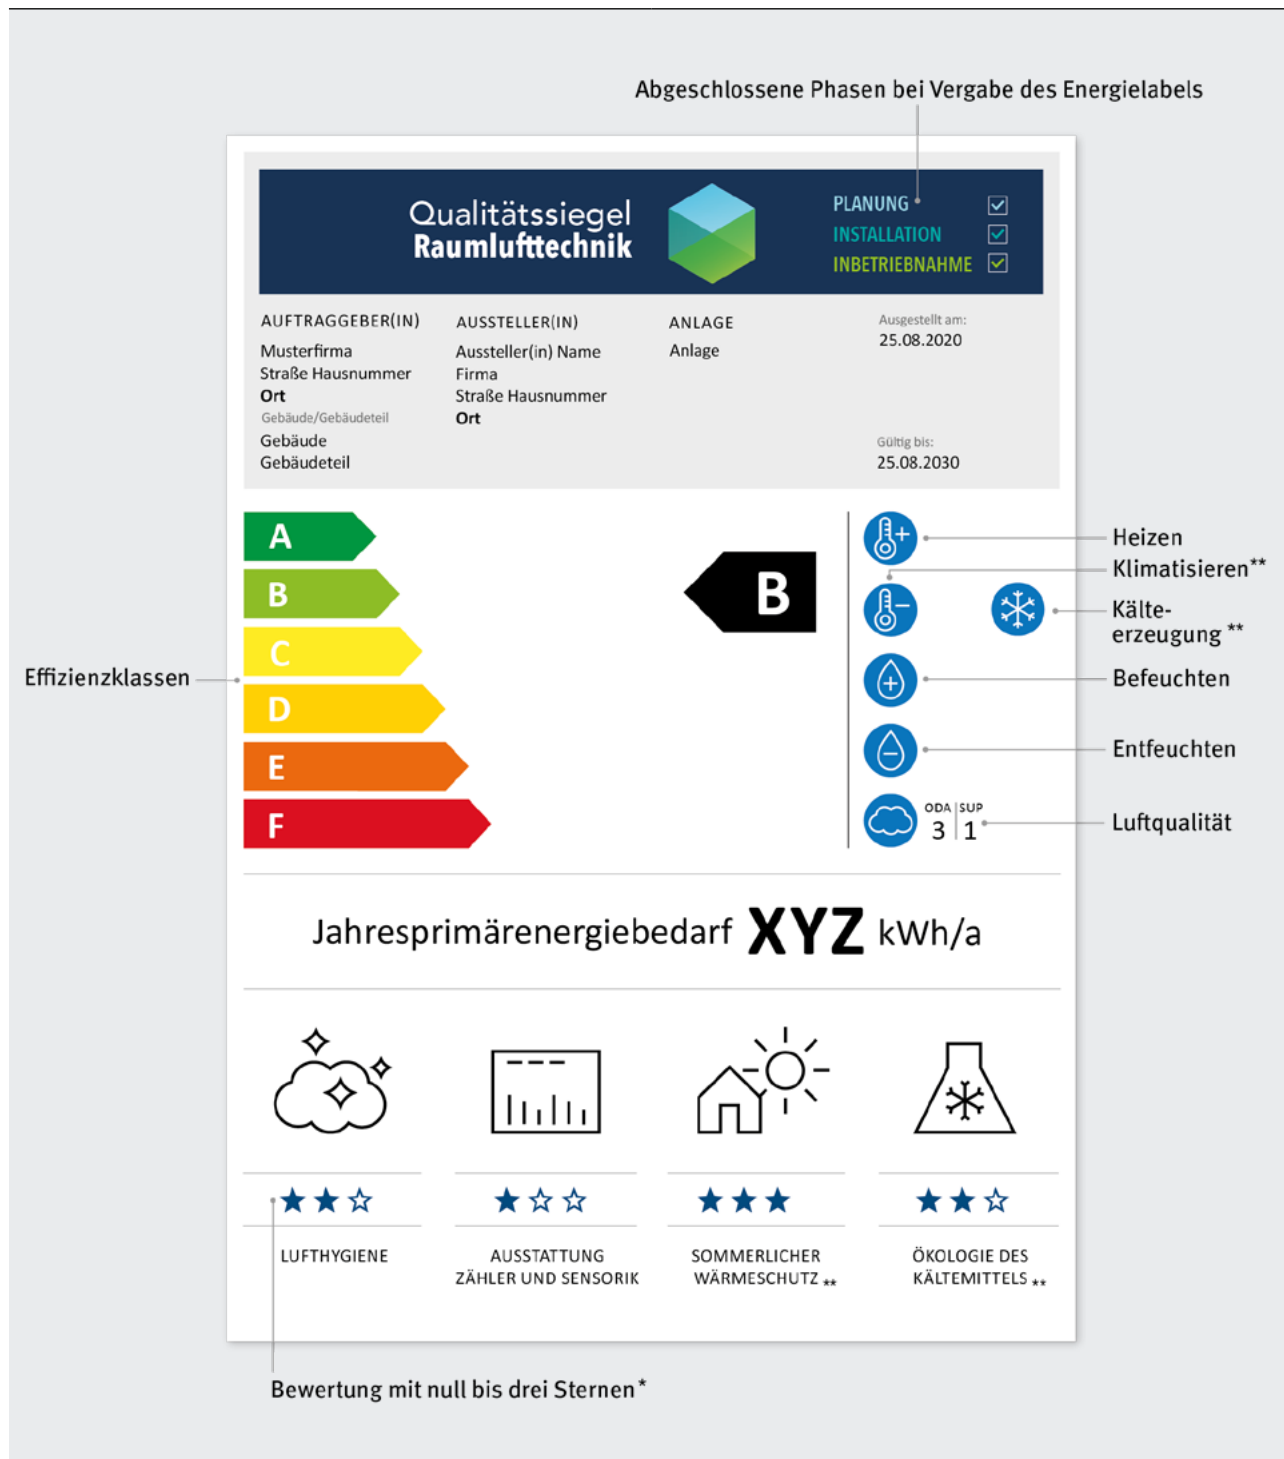 Abgeschlossene Phasen bei Vergabe des Energielabels
Qualitätssiegel
Raumlufttechnik
PLANUNG
INSTALLATION
INBETRIEBNAHME
AUFTRAGGEBER(IN)
Musterfirma
Straße Hausnummer
Ort
Gebäude/Gebäudeteil
Gebäude
Gebäudeteil
AUSSTELLER(IN)
Aussteller(in) Name
Firma
Straße Hausnummer
Ort
ANLAGE
Anlage
Ausgestellt am:
25.08.2020
Gültig bis:
25.08.2030
Effizienzklassen
A
B
C
D
E
F
B
Heizen
Klimatisieren**
Kälte-
erzeugung **
Befeuchten
Entfeuchten
ODA SUP
3 1
Luftqualität
Jahresprimärenergiebedarf XYZ kWh/a
LUFTHYGIENE
AUSSTATTUNG
ZÄHLER UND SENSORIK
SOMMERLICHER
WÄRMESCHUTZ **
ÖKOLOGIE DES
KÄLTEMITTELS **
Bewertung mit null bis drei Sternen*